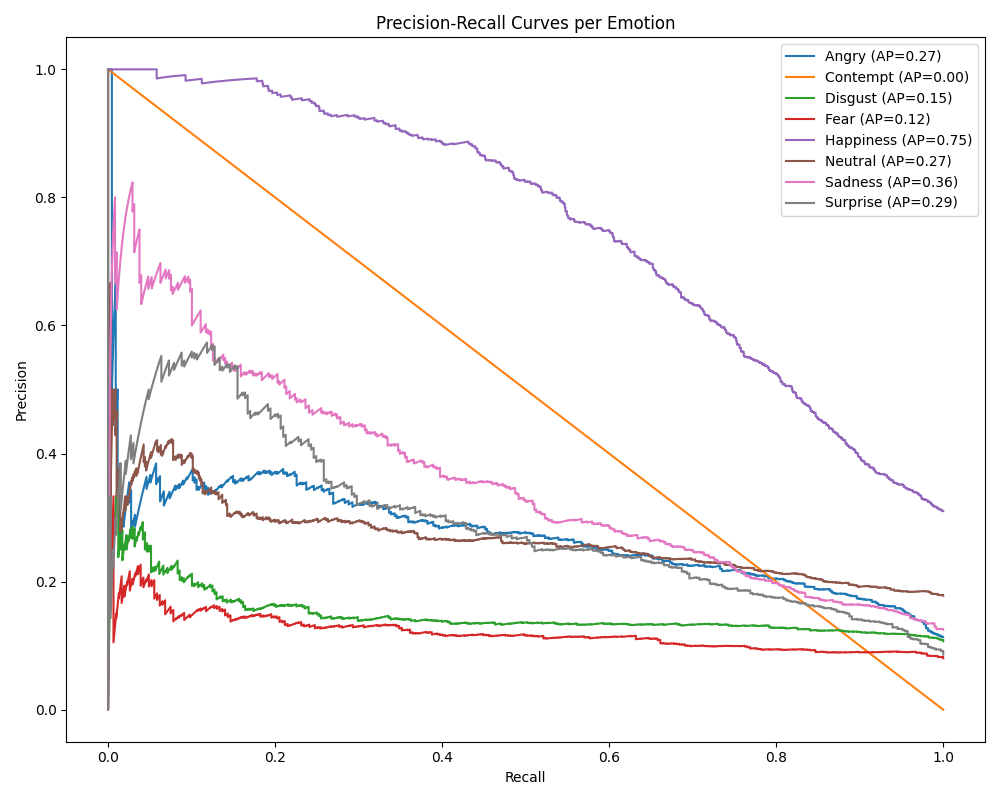 Precision-Recall Curves per Emotion
Angry (AP=0.27)
Contempt (AP=0.00)
Disgust (AP=0.15)
Fear (AP=0.12)
Happiness (AP=0.75)
Neutral (AP=0.27)
Sadness (AP=0.36)
Surprise (AP=0.29)
Precision
1.0
0.8
0.6
0.4
0.2
0.0
0.0 0.2 0.4 0.6 0.8 1.0
Recall